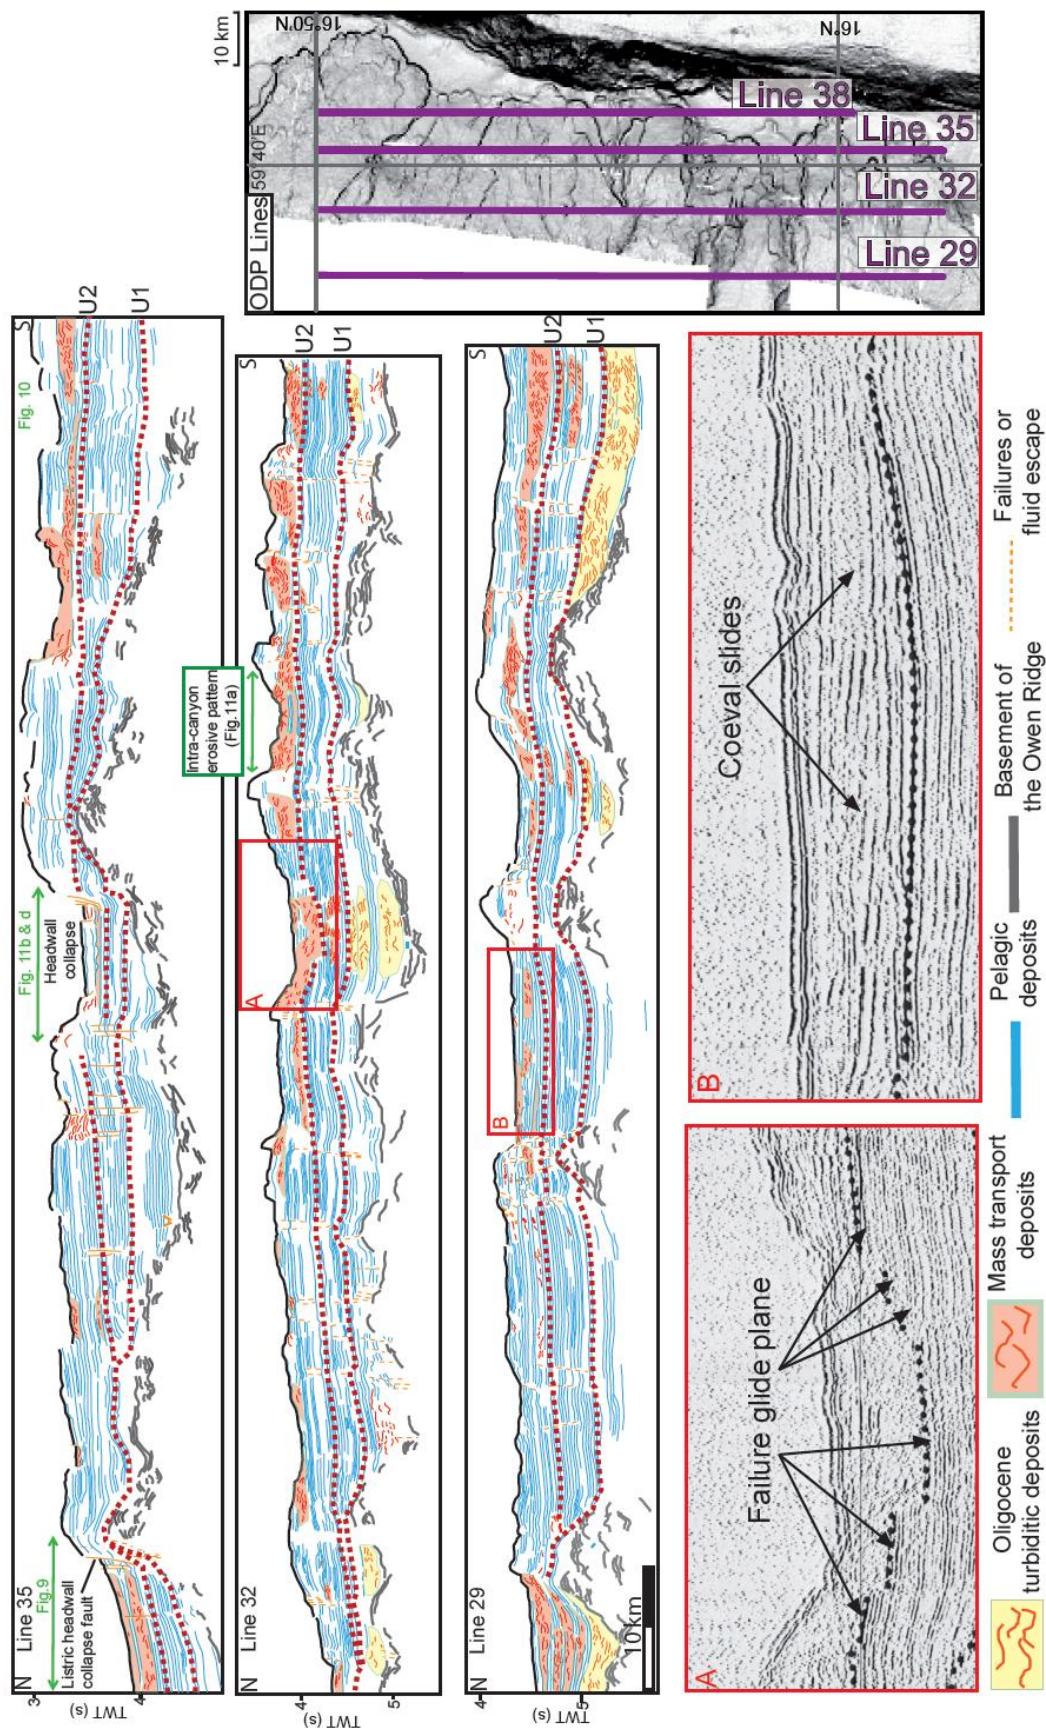 10 km
16°50'N
16°N
59°40'E
ODP Lines
Line 38
Line 35
Line 32
Line 29
N
Line 35
S
3
4
TWT (s)
Fig.9
Listric headwall
collapse fault
Fig. 11b & d
Headwall
collapse
Fig. 10
U2
U1
N
Line 32
S
4
5
TWT (s)
A
Intra-canyon
erosive pattern
(Fig.11a)
U2
U1
N
Line 29
S
4
5
TWT (s)
10 km
B
U2
U1
A
Failure glide plane
B
Coeval slides
Oligocene
turbiditic deposits
Mass transport
deposits
Pelagic
deposits
Basement of
the Owen Ridge
Failures or
fluid escape